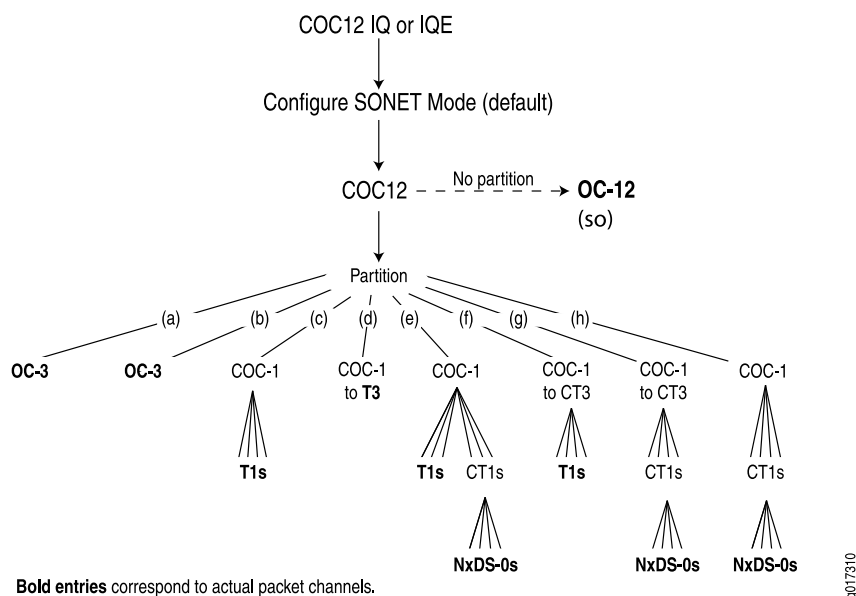 COC12 IQ or IQE
Configure SONET Mode (default)
COC12
No partition
OC-12
(so)
Partition
(a)
(b)
(c)
(d)
(e)
(f)
(g)
(h)
OC-3
OC-3
COC-1
COC-1
to T3
COC-1
COC-1
to CT3
COC-1
to CT3
COC-1
T1s
T1s
CT1s
T1s
CT1s
CT1s
NxDS-0s
NxDS-0s
NxDS-0s
Bold entries correspond to actual packet channels.
g017310